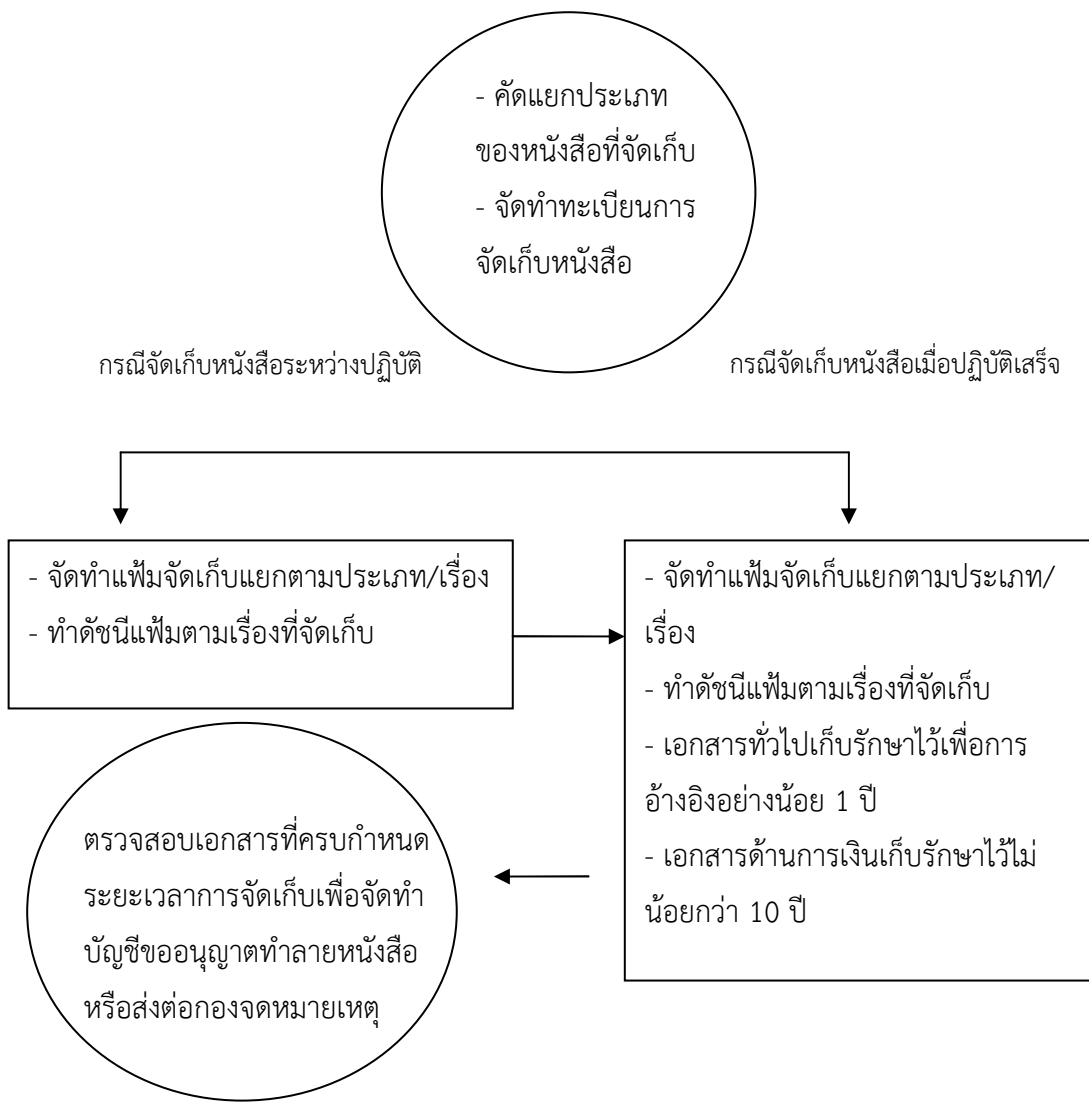 - คัดแยกประเภท
ของหนังสือที่จัดเก็บ
- จัดทำทะเบียนการ
จัดเก็บหนังสือ
กรณีจัดเก็บหนังสือระหว่างปฏิบัติ
กรณีจัดเก็บหนังสือเมื่อปฏิบัติเสร็จ
- จัดทำแฟ้มจัดเก็บแยกตามประเภท/เรื่อง
- ทำดัชนีแฟ้มตามเรื่องที่จัดเก็บ
- จัดทำแฟ้มจัดเก็บแยกตามประเภท/
เรื่อง
- ทำดัชนีแฟ้มตามเรื่องที่จัดเก็บ
- เอกสารทั่วไปเก็บรักษาไว้เพื่อการ
อ้างอิงอย่างน้อย 1 ปี
- เอกสารด้านการเงินเก็บรักษาไว้ไม่
น้อยกว่า 10 ปี
ตรวจสอบเอกสารที่ครบกำหนด
ระยะเวลาการจัดเก็บเพื่อจัดทำ
บัญชีขออนุญาตทำลายหนังสือ
หรือส่งต่อกองจดหมายเหตุ